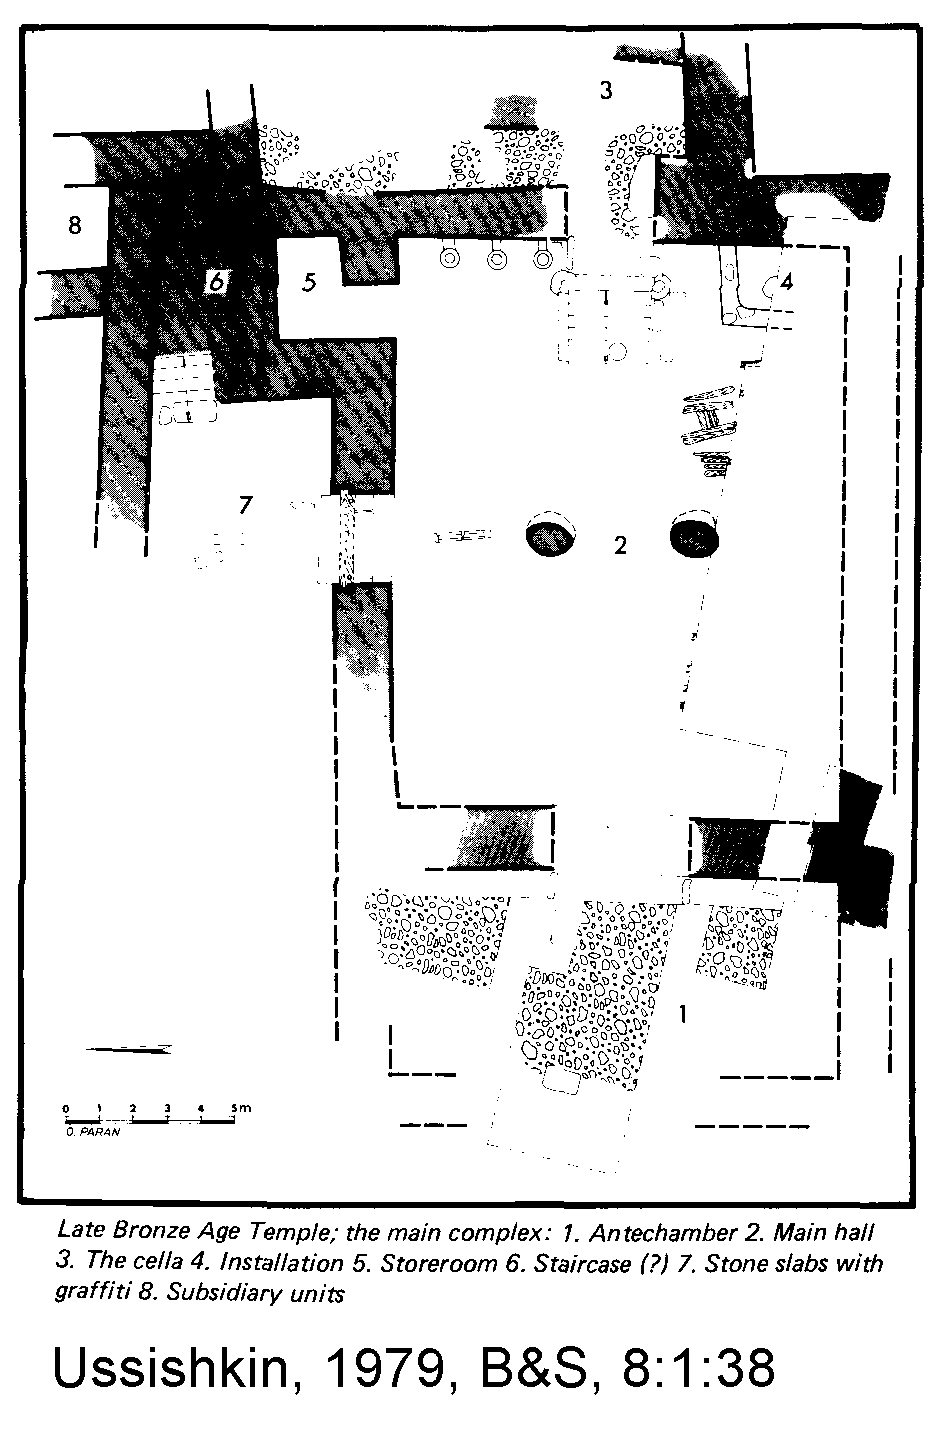 3
8
6
5
4
7
2
1
0 1 2 3 4 5m
O. PARAN
Late Bronze Age Temple; the main complex: 1. Antechamber 2. Main hall
3. The cella 4. Installation 5. Storeroom 6. Staircase (?) 7. Stone slabs with
graffiti 8. Subsidiary units
Ussishkin, 1979, B&S, 8:1:38